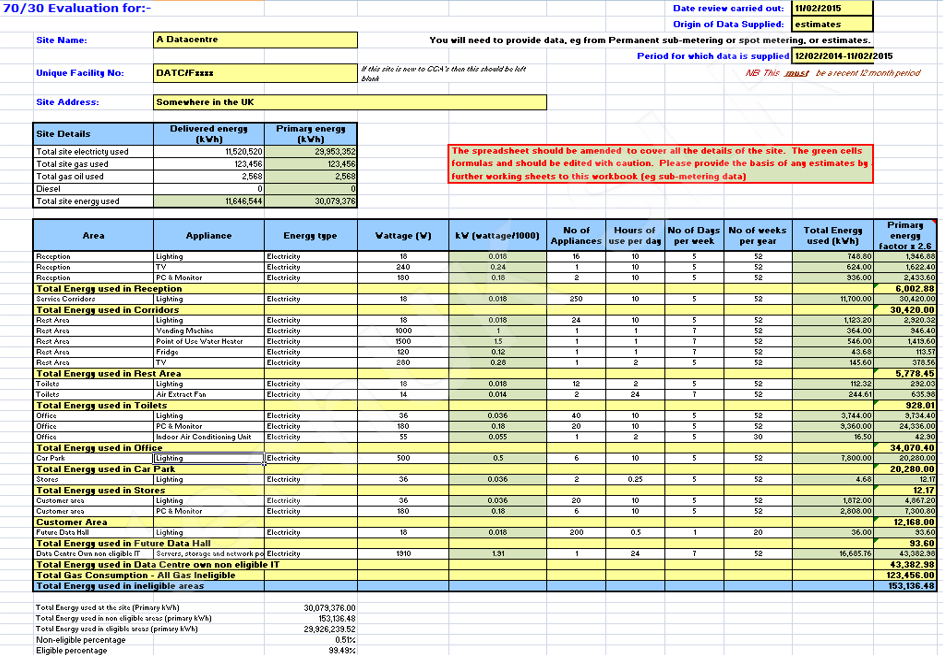 70/30 Evaluation for:-
Date review carried out: 11/02/2015
Origin of Data Supplied: estimates
Site Name: A Datacentre
You will need to provide data, eg from Permanent sub-metering or spot metering, or estimates.
Period for which data is supplied 12/02/2014-11/02/2015
Unique Facility No: DATC/Fxxxx If this site is new to CCA's then this should be left blank
NB This must be a recent 12 month period
Site Address: Somewhere in the UK
Site Details Delivered energy (kWh) Primary energy (kWh)
Total site electricty used 11,520,520 29,953,352
Total site gas used 123,456 123,456
Total gas oil used 2,568 2,568
Diesel 0 0
Total site energy used 11,646,544 30,079,376
The spreadsheet should be amended to cover all the details of the site. The green cells
formulas and should be edited with caution. Please provide the basis of any estimates by
further working sheets to this workbook (eg sub-metering data)
Area Appliance Energy type Wattage (W) kW (wattage/1000) No of Appliances Hours of use per day No of Days per week No of weeks per year Total Energy used (kWh) Primary energy factor x 2.6
Reception Lighting Electricity 18 0.018 16 10 5 52 748.80 1,946.88
Reception TV Electricity 240 0.24 1 10 5 52 624.00 1,622.40
Reception PC & Monitor Electricity 180 0.18 2 10 5 52 936.00 2,433.60
Total Energy used in Reception 6,002.88
Service Corridors Lighting Electricity 18 0.018 250 10 5 52 11,700.00 30,420.00
Total Energy used in Corridors 30,420.00
Rest Area Lighting Electricity 18 0.018 24 10 5 52 1,123.20 2,920.32
Rest Area Vending Machine Electricity 1000 1 1 1 7 52 364.00 946.40
Rest Area Point of Use Water Heater Electricity 1500 1.5 1 1 7 52 546.00 1,419.60
Rest Area Fridge Electricity 120 0.12 1 1 7 52 43.68 113.57
Rest Area TV Electricity 280 0.28 1 2 5 52 145.60 378.56
Total Energy used in Rest Area 5,778.45
Toilets Lighting Electricity 18 0.018 12 2 5 52 112.32 292.03
Toilets Air Extract Fan Electricity 14 0.014 2 24 7 52 244.61 635.98
Total Energy used in Toilets 928.01
Office Lighting Electricity 36 0.036 40 10 5 52 3,744.00 9,734.40
Office PC & Monitor Electricity 180 0.18 20 10 5 52 9,360.00 24,336.00
Office Indoor Air Conditioning Unit Electricity 55 0.055 1 2 5 30 16.50 42.90
Total Energy used in Office 34,070.40
Car Park Lighting Electricity 500 0.5 6 10 5 52 7,800.00 20,280.00
Total Energy used in Car Park 20,280.00
Stores Lighting Electricity 36 0.036 2 0.25 5 52 4.68 12.17
Total Energy used in Stores 12.17
Customer area Lighting Electricity 36 0.036 20 10 5 52 1,872.00 4,867.20
Customer area PC & Monitor Electricity 180 0.18 6 10 5 52 2,808.00 7,300.80
Customer Area 12,168.00
Future Data Hall Lighting Electricity 18 0.018 200 0.5 1 20 36.00 93.60
Total Energy used in Future Data Hall 93.60
Data Centre Own non eligible IT Servers, storage and network po Electricity 1910 1.91 1 24 7 52 16,685.76 43,382.98
Total Energy used in Data Centre own non eligible IT 43,382.98
Total Gas Consumption - All Gas Ineligible 123,456.00
Total Energy used in ineligible areas 153,136.48
Total Energy used at the site (Primary kWh) 30,079,376.00
Total Energy used in non eligible areas (primary kWh) 153,136.48
Total Energy used in eligible areas (primary kWh) 29,926,239.52
Non-eligible percentage 0.51%
Eligible percentage 99.49%